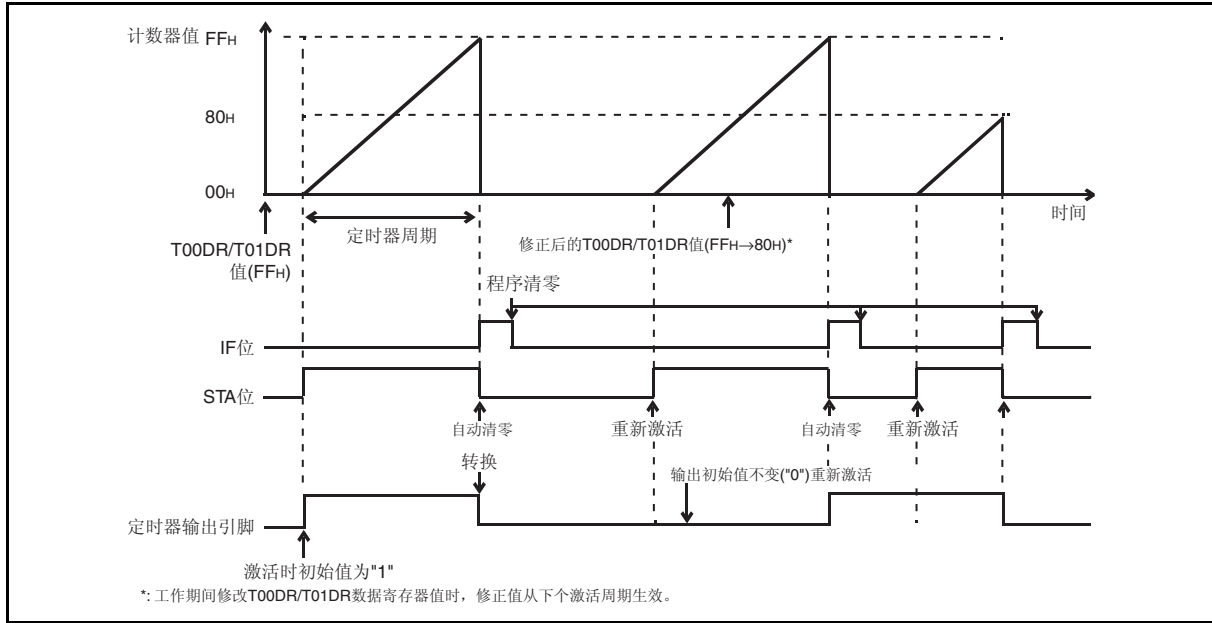 计数器值 FFH
80H
00H
时间
定时器周期
T00DR/T01DR
值(FFH)
修正后的T00DR/T01DR值(FFH→80H)*
程序清零
IF位
STA位
自动清零
重新激活
自动清零
重新激活
转换
输出初始值不变("0")重新激活
定时器输出引脚
激活时初始值为"1"
*: 工作期间修改T00DR/T01DR数据寄存器值时，修正值从下个激活周期生效。